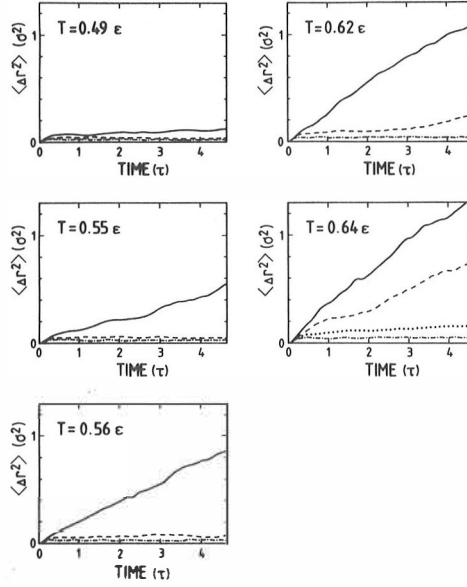 T = 0.49 ε
⟨Δr²⟩ (σ²)
1
0
0 1 2 3 4
TIME (τ)
T = 0.62 ε
⟨Δr²⟩ (σ²)
1
0
0 1 2 3 4
TIME (τ)
T = 0.55 ε
⟨Δr²⟩ (σ²)
1
0
0 1 2 3 4
TIME (τ)
T = 0.64 ε
⟨Δr²⟩ (σ²)
1
0
0 1 2 3 4
TIME (τ)
T = 0.56 ε
⟨Δr²⟩ (σ²)
1
0
0 1 2 3 4
TIME (τ)